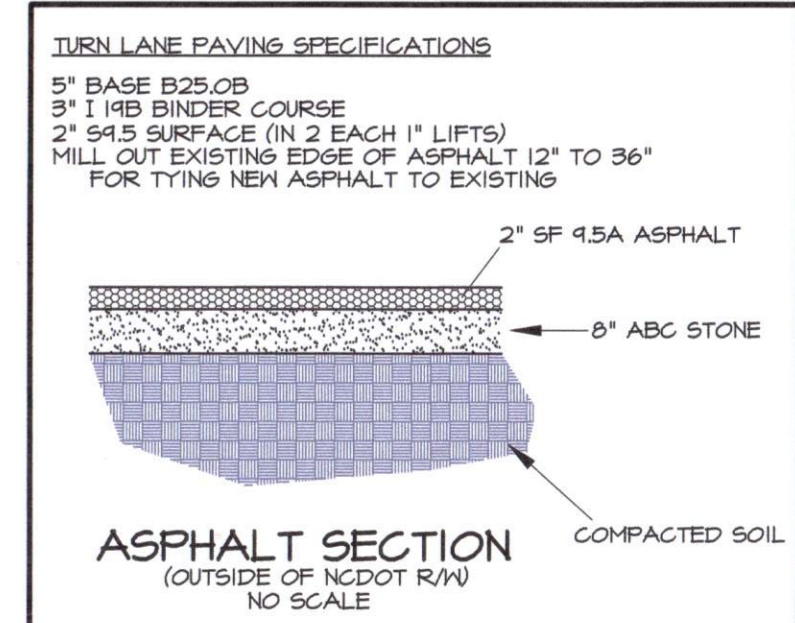 TURN LANE PAVING SPECIFICATIONS
5" BASE B25.0B
3" I 19B BINDER COURSE
2" S9.5 SURFACE (IN 2 EACH 1" LIFTS)
MILL OUT EXISTING EDGE OF ASPHALT 12" TO 36"
FOR TYING NEW ASPHALT TO EXISTING
2" SF 9.5A ASPHALT
8" ABC STONE
COMPACTED SOIL
ASPHALT SECTION
(OUTSIDE OF NCDOT R/W)
NO SCALE